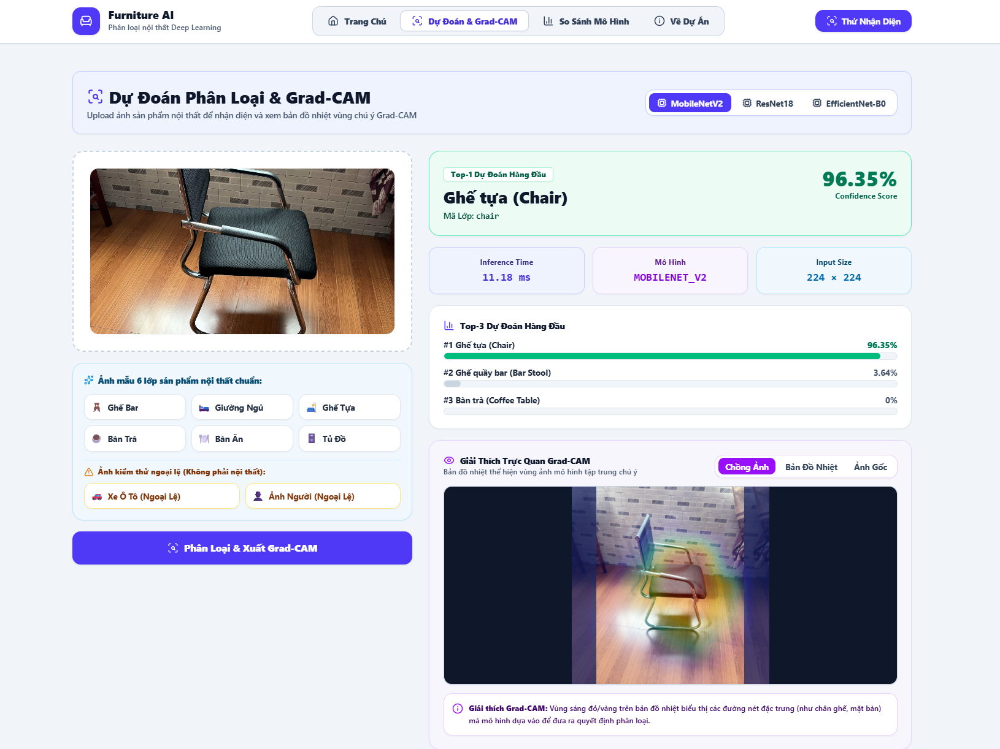 Furniture AI
Phân loại nội thất Deep Learning
Trang Chủ
Dự Đoán & Grad-CAM
So Sánh Mô Hình
Về Dự Án
Thử Nhận Diện
Dự Đoán Phân Loại & Grad-CAM
Upload ảnh sản phẩm nội thất để nhận diện và xem bản đồ nhiệt vùng chú ý Grad-CAM
MobileNetV2
ResNet18
EfficientNet-B0
Ảnh mẫu 6 lớp sản phẩm nội thất chuẩn:
Ghế Bar
Giường Ngủ
Ghế Tựa
Bàn Trà
Bàn Ăn
Tủ Đồ
Ảnh kiểm thử ngoại lệ (Không phải nội thất):
Xe Ô Tô (Ngoại Lệ)
Ảnh Người (Ngoại Lệ)
Phân Loại & Xuất Grad-CAM
Top-1 Dự Đoán Hàng Đầu
Ghế tựa (Chair)
Mã Lớp: chair
96.35%
Confidence Score
Inference Time
11.18 ms
Mô Hình
MOBILENET_V2
Input Size
224 × 224
Top-3 Dự Đoán Hàng Đầu
#1 Ghế tựa (Chair) 96.35%
#2 Ghế quầy bar (Bar Stool) 3.64%
#3 Bàn trà (Coffee Table) 0%
Giải Thích Trực Quan Grad-CAM
Bản đồ nhiệt thể hiện vùng ảnh mô hình tập trung chú ý
Chồng Ảnh
Bản Đồ Nhiệt
Ảnh Gốc
Giải thích Grad-CAM: Vùng sáng đỏ/vàng trên bản đồ nhiệt biểu thị các đường nét đặc trưng (như chân ghế, mặt bàn)
mà mô hình dựa vào để đưa ra quyết định phân loại.